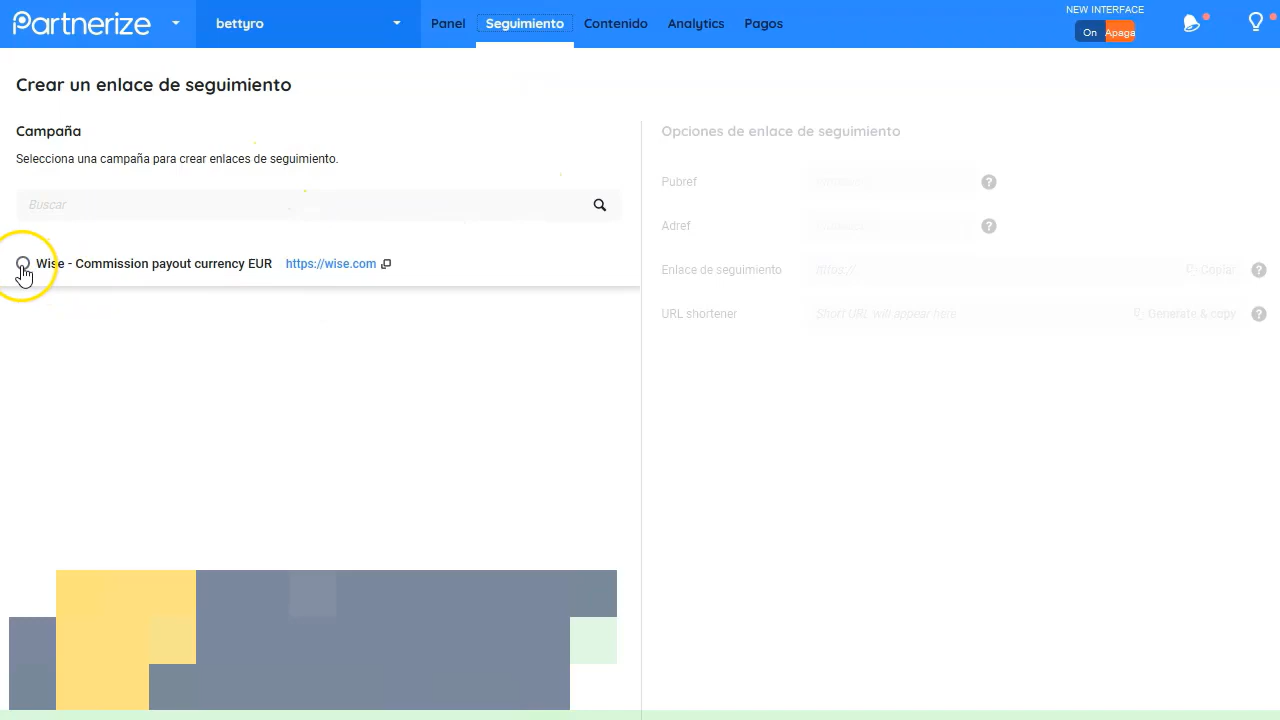 Partnerize
bettyro
Panel
Seguimiento
Contenido
Analytics
Pagos
NEW INTERFACE
On
Apaga
Crear un enlace de seguimiento
Campaña
Selecciona una campaña para crear enlaces de seguimiento.
Buscar
Wise - Commission payout currency EUR https://wise.com
Opciones de enlace de seguimiento
Pubref
?
Adref
?
Enlace de seguimiento https:// Copiar ?
URL shortener Short URL will appear here Generate & copy ?